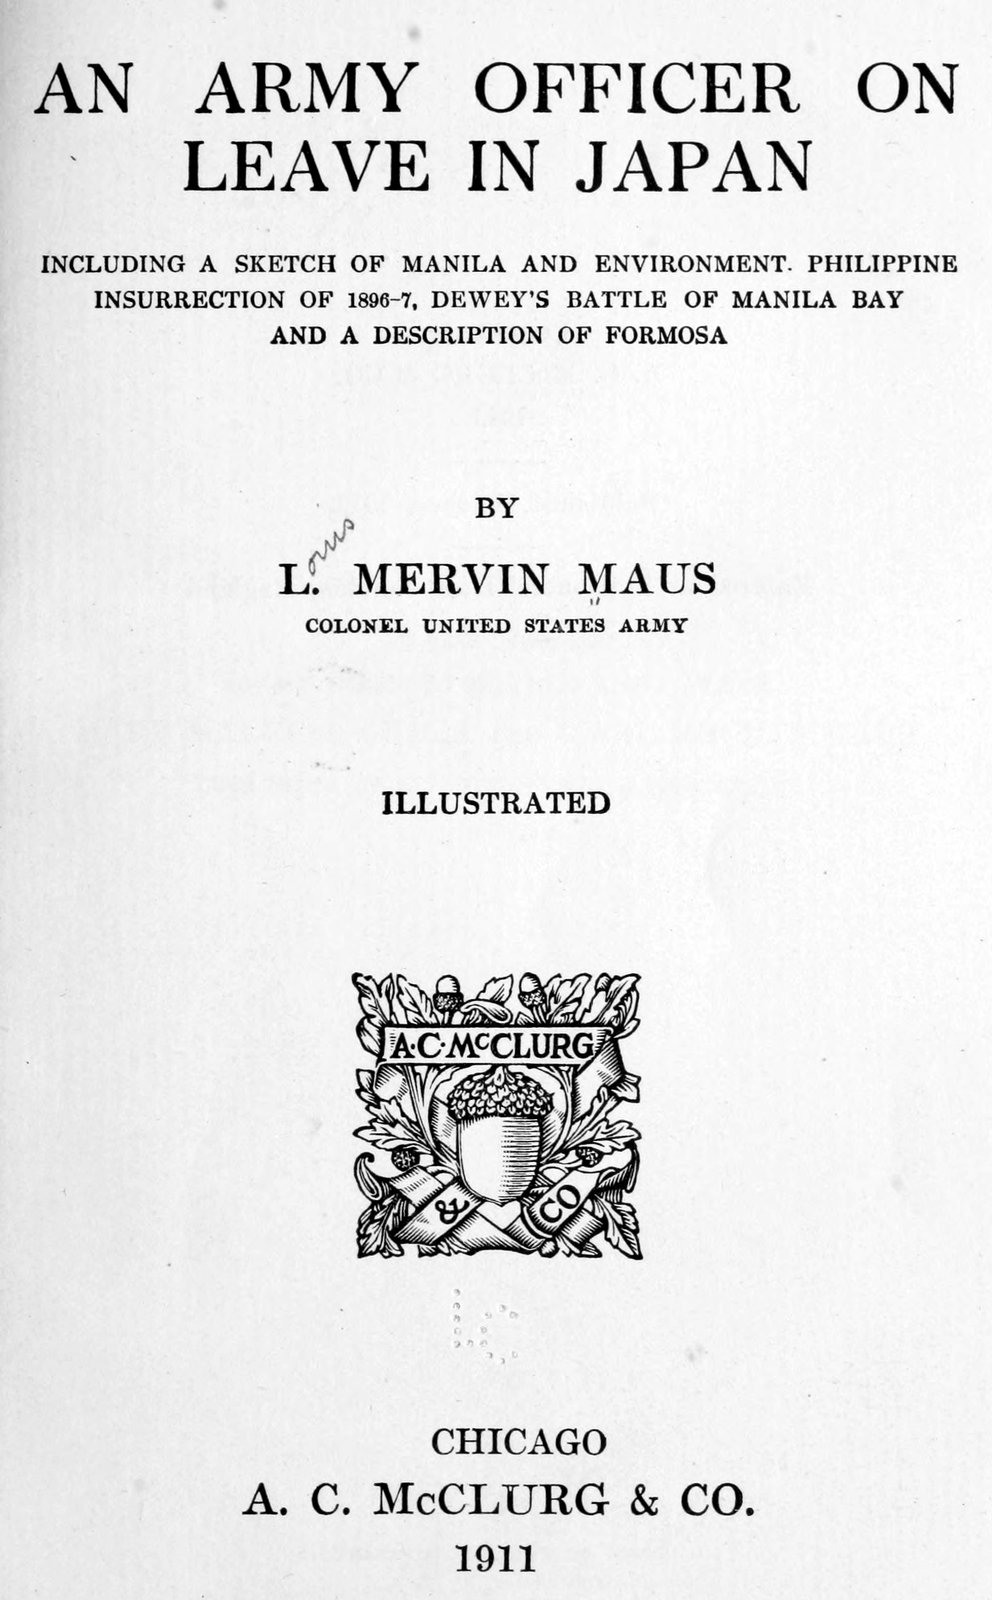 AN ARMY OFFICER ON
LEAVE IN JAPAN
INCLUDING A SKETCH OF MANILA AND ENVIRONMENT. PHILIPPINE
INSURRECTION OF 1896-7, DEWEY'S BATTLE OF MANILA BAY
AND A DESCRIPTION OF FORMOSA
BY
ouis
L. MERVIN MAUS
COLONEL UNITED STATES ARMY
ILLUSTRATED
A·C·McCLURG
& CO
LC
CHICAGO
A. C. McCLURG & CO.
1911